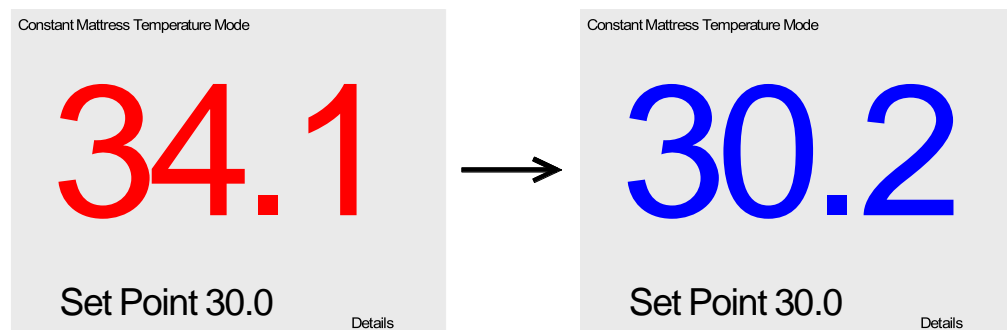 Constant Mattress Temperature Mode
34.1
Set Point 30.0
Details
Constant Mattress Temperature Mode
30.2
Set Point 30.0
Details